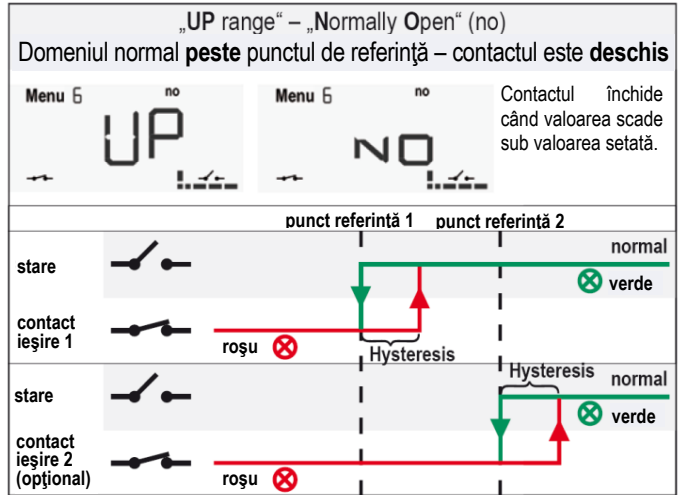 „UP range“ – „Normally Open“ (no)
Domeniul normal peste punctul de referinţă – contactul este deschis
Menu 6 no
UP
1.
Menu 6 no
NO
1.
Contactul închide
când valoarea scade
sub valoarea setată.
punct referinţă 1 punct referinţă 2
normal
stare
verde
contact
ieşire 1
roşu
Hysteresis
Hysteresis
normal
stare
verde
contact
ieşire 2
(opţional)
roşu